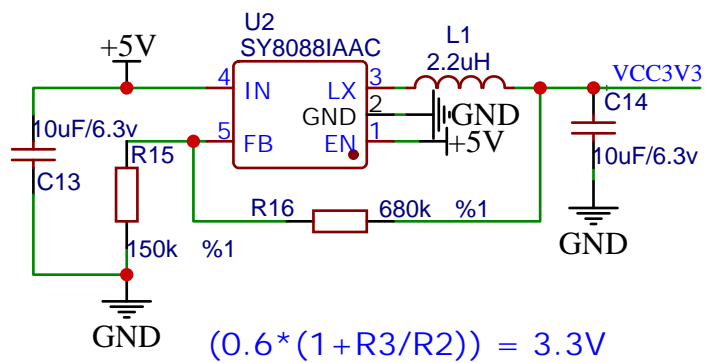 U2
SY8088IAAC
+5V
L1
2.2uH
VCC3V3
4
IN
LX
3
C14
GND
2
GND
10uF/6.3v
5
FB
EN
1
+5V
R15
10uF/6.3v
C13
R16
680k %1
150k %1
GND
GND
(0.6*(1+R3/R2)) = 3.3V